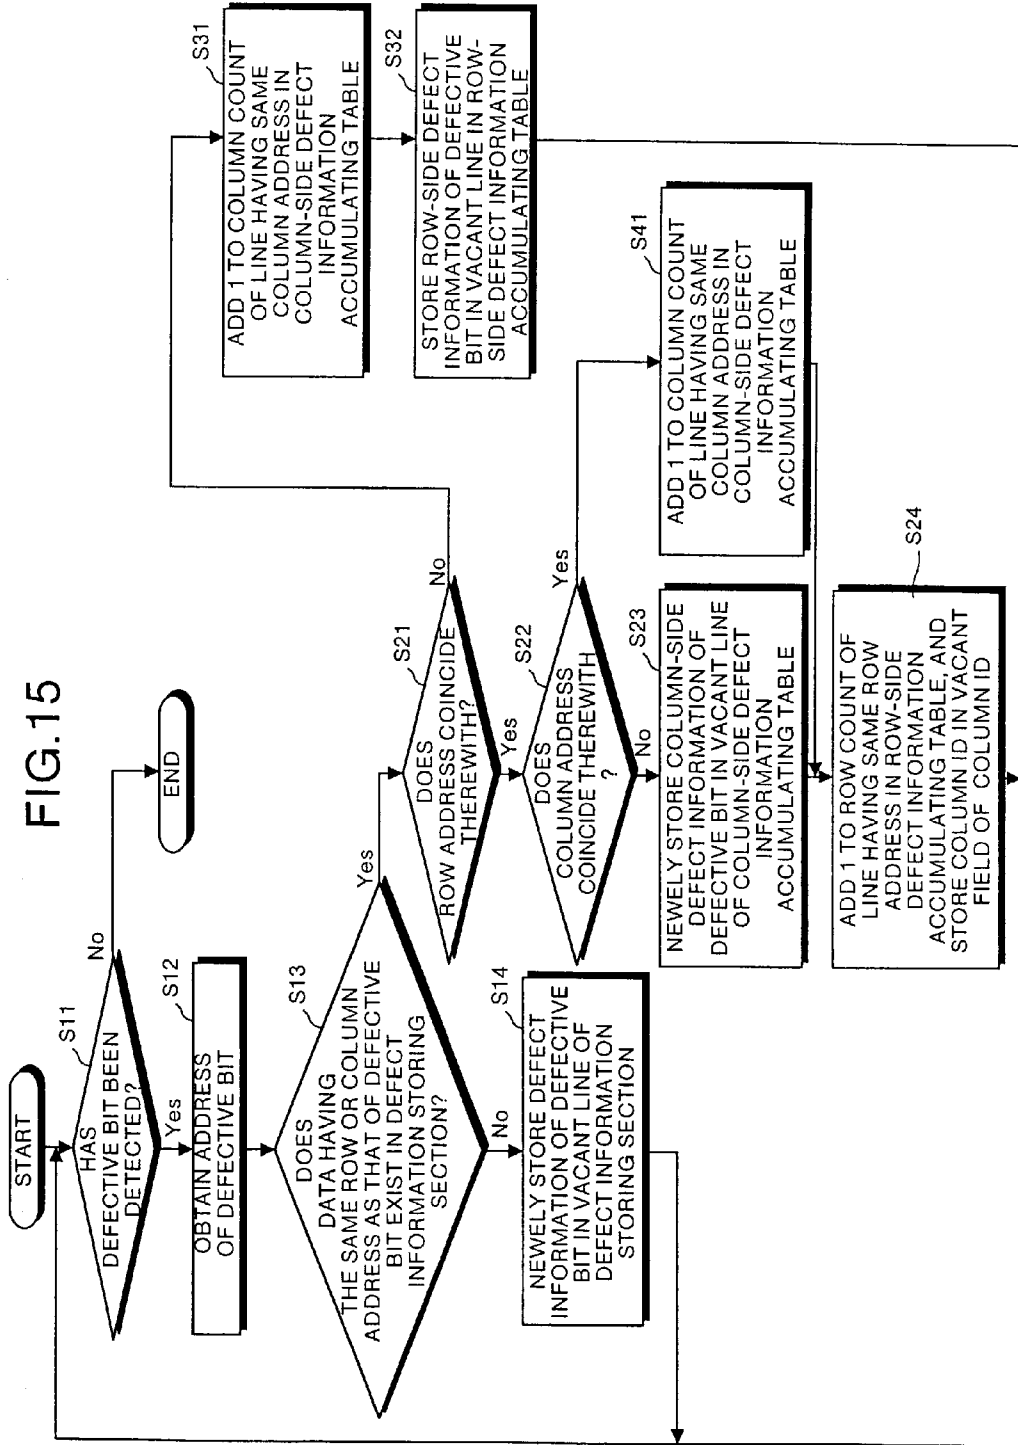 FIG.15
START
S11
HAS
DEFECTIVE BIT BEEN
DETECTED?
No
END
Yes
S12
OBTAIN ADDRESS
OF DEFECTIVE BIT
S13
DOES
DATA HAVING
THE SAME ROW OR COLUMN
ADDRESS AS THAT OF DEFECTIVE
BIT EXIST IN DEFECT
INFORMATION STORING
SECTION?
Yes
No
S14
NEWELY STORE DEFECT
INFORMATION OF DEFECTIVE
BIT IN VACANT LINE OF
DEFECT INFORMATION
STORING SECTION
S21
DOES
ROW ADDRESS COINCIDE
THEREWITH?
No
Yes
S22
DOES
COLUMN ADDRESS
COINCIDE THEREWITH
?
Yes
No
S23
NEWELY STORE COLUMN-SIDE
DEFECT INFORMATION OF
DEFECTIVE BIT IN VACANT LINE
OF COLUMN-SIDE DEFECT
INFORMATION
ACCUMULATING TABLE
S24
ADD 1 TO ROW COUNT OF
LINE HAVING SAME ROW
ADDRESS IN ROW-SIDE
DEFECT INFORMATION
ACCUMULATING TABLE, AND
STORE COLUMN ID IN VACANT
FIELD OF COLUMN ID
S31
ADD 1 TO COLUMN COUNT
OF LINE HAVING SAME
COLUMN ADDRESS IN
COLUMN-SIDE DEFECT
INFORMATION
ACCUMULATING TABLE
S32
STORE ROW-SIDE DEFECT
INFORMATION OF DEFECTIVE
BIT IN VACANT LINE IN ROW-
SIDE DEFECT INFORMATION
ACCUMULATING TABLE
S41
ADD 1 TO COLUMN COUNT
OF LINE HAVING SAME
COLUMN ADDRESS IN
COLUMN-SIDE DEFECT
INFORMATION
ACCUMULATING TABLE